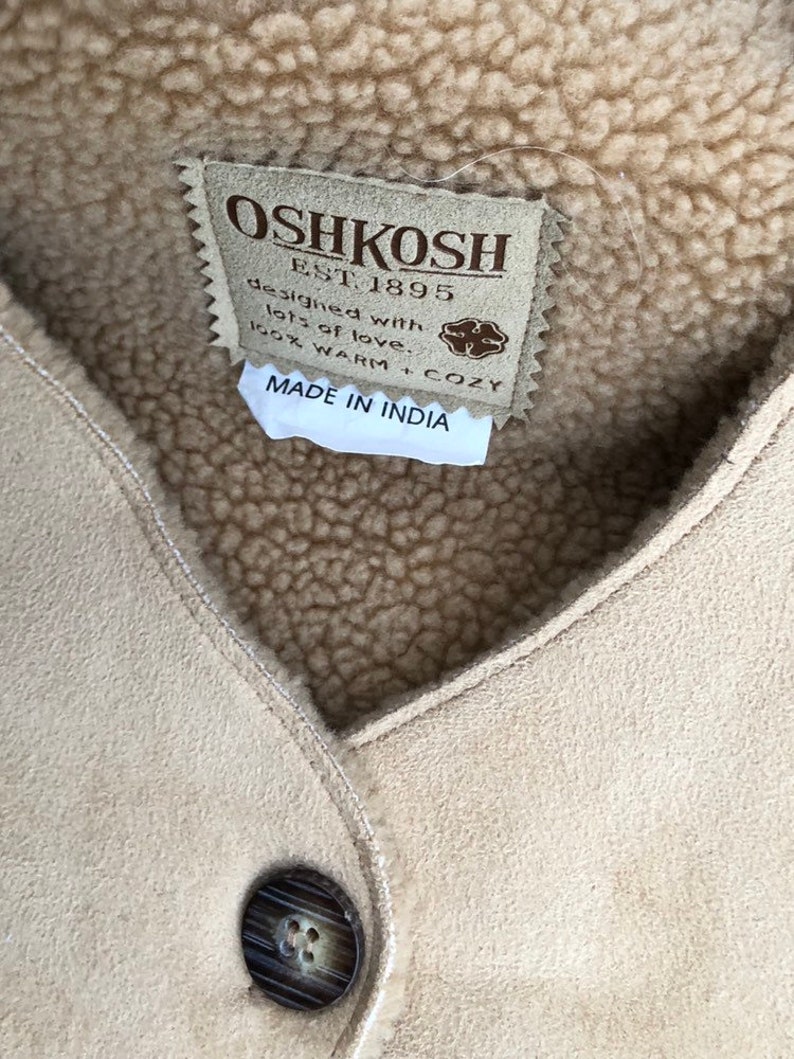 OSHKOSH
EST. 1895
designed with
lots of love.
100% WARM + COZY
MADE IN INDIA